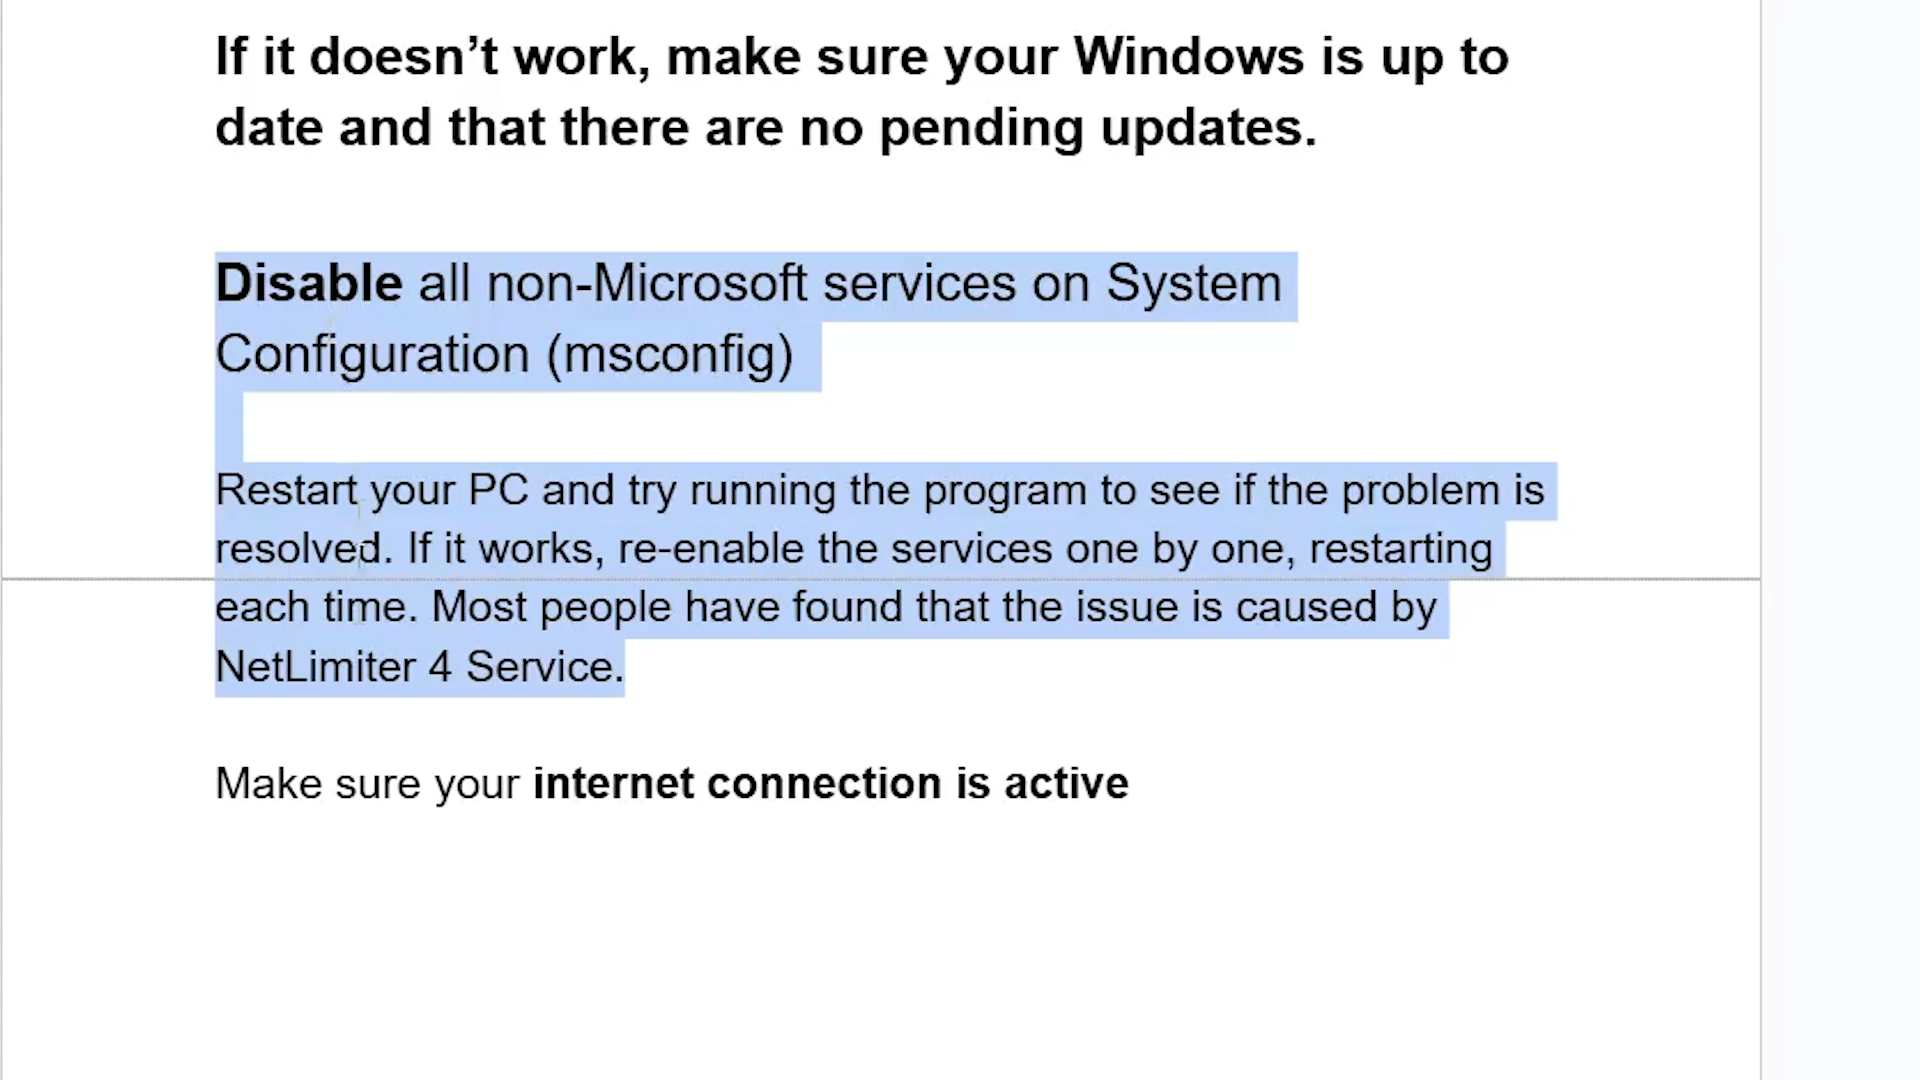 If it doesn’t work, make sure your Windows is up to
date and that there are no pending updates.
Disable all non-Microsoft services on System
Configuration (msconfig)
Restart your PC and try running the program to see if the problem is
resolved. If it works, re-enable the services one by one, restarting
each time. Most people have found that the issue is caused by
NetLimiter 4 Service.
Make sure your internet connection is active